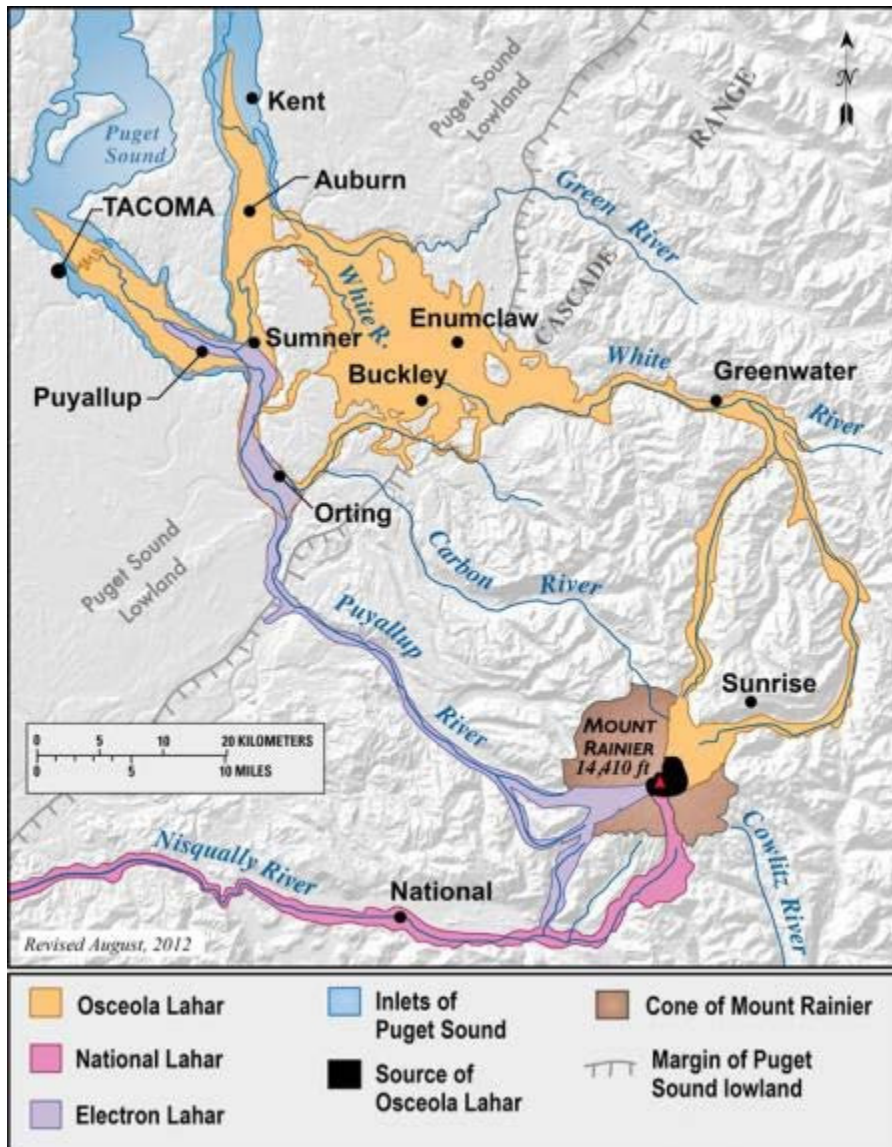 Kent
Puget Sound
Lowland
RANGE
N
Puget
Sound
Auburn
TACOMA
Green River
CASCADE
White R.
Enumclaw
Sumner
White
Greenwater
Buckley
Puyallup
River
Orting
Puget Sound
Lowland
Carbon
River
Puyallup
River
Sunrise
MOUNT
RAINIER
14,410 ft
A
0 5 10 20 KILOMETERS
0 5 10 MILES
Nisqually River
National
Cowlitz
River
Revised August, 2012
Osceola Lahar
National Lahar
Electron Lahar
Inlets of
Puget Sound
Source of
Osceola Lahar
Cone of Mount Rainier
Margin of Puget
Sound lowland